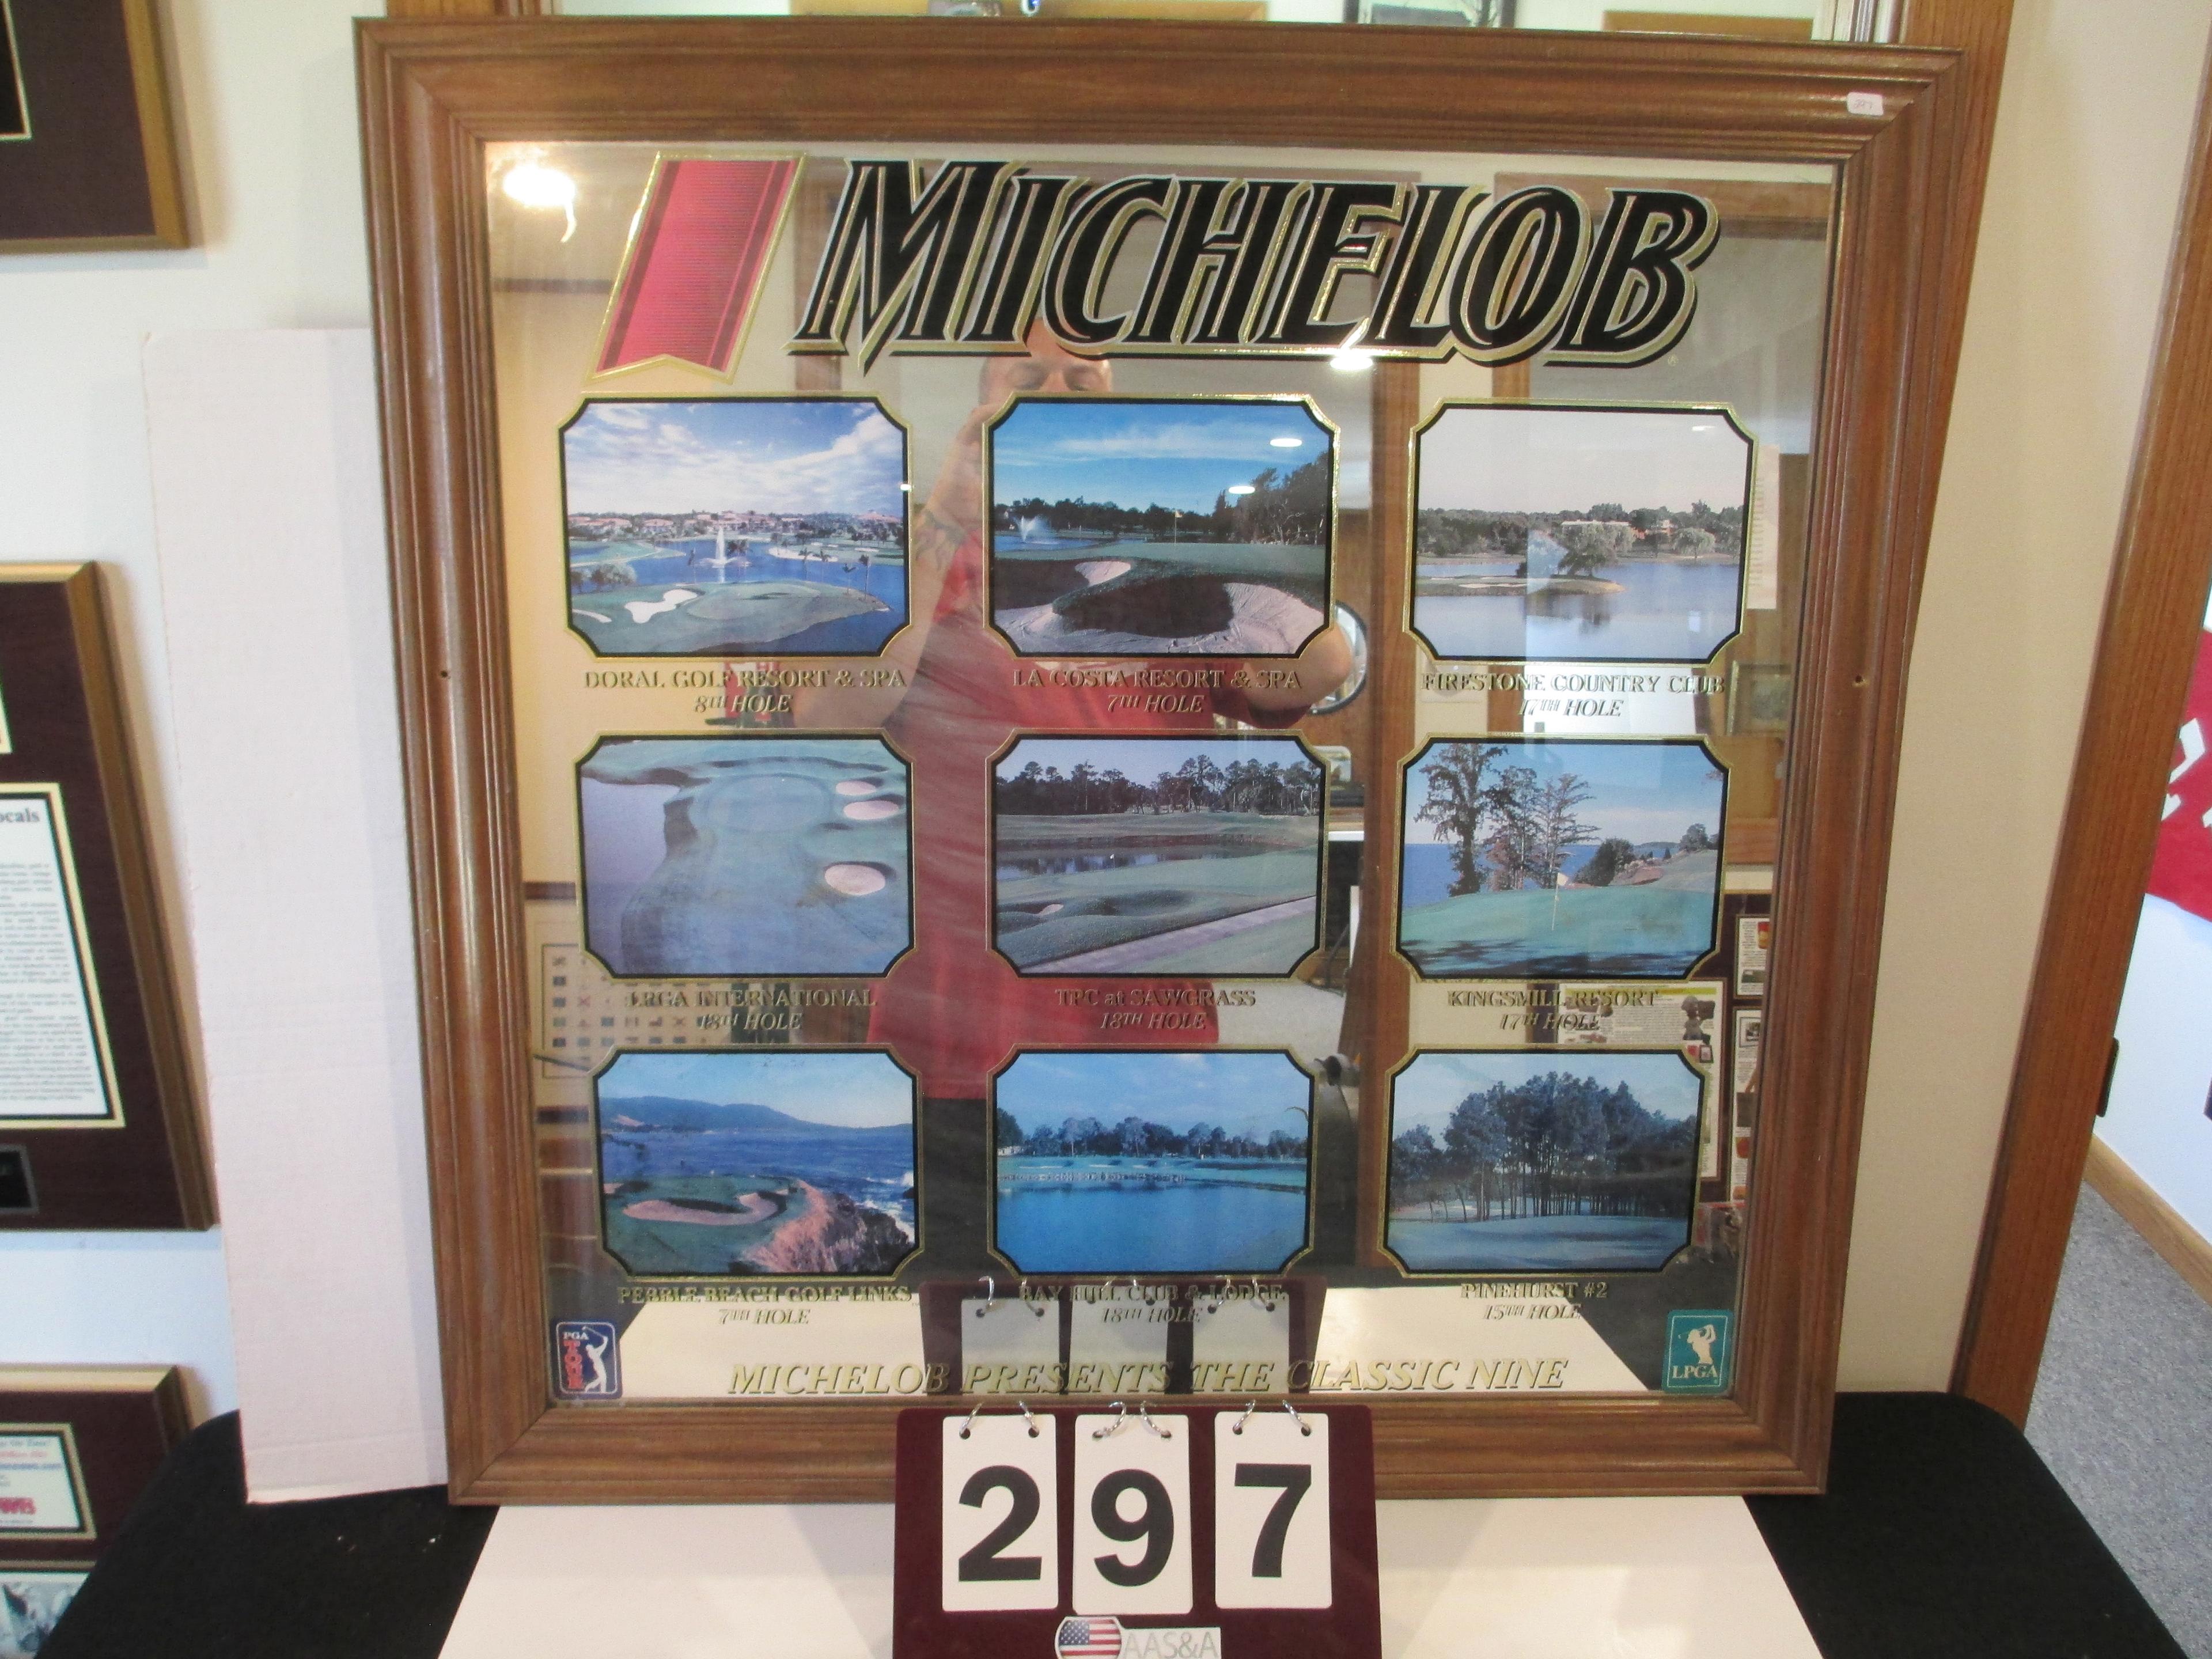 MICHELOB
DORAL GOLF RESORT & SPA
8TH HOLE
LA COSTA RESORT & SPA
7TH HOLE
FIRESTONE COUNTRY CLUB
17TH HOLE
LPGA INTERNATIONAL
18TH HOLE
TPC at SAWGRASS
18TH HOLE
KINGSMILL RESORT
17TH HOLE
PEBBLE BEACH GOLF LINKS
7TH HOLE
BAY HILL CLUB & LODGE
18TH HOLE
PINEHURST #2
15TH HOLE
PGA TOUR
MICHELOB PRESENTS THE CLASSIC NINE
LPGA
297
AAS&A
ocals